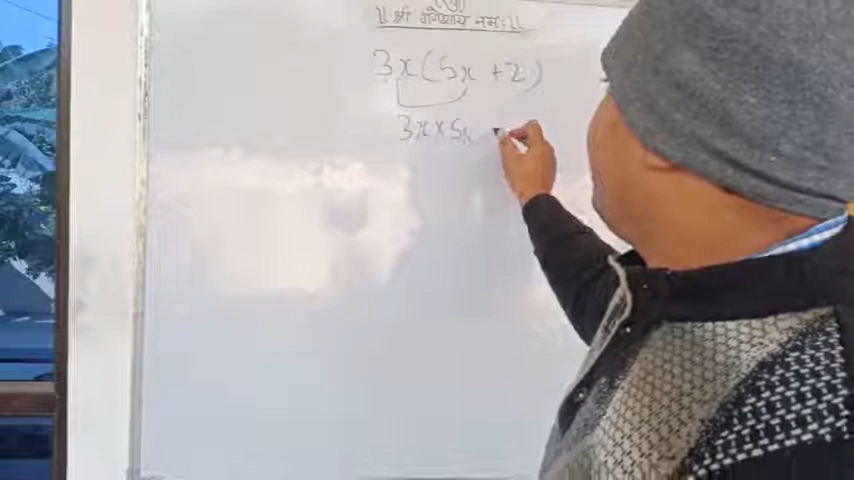 ॥ श्री गणेशाय नमः ॥
3x(5x +2)
3x×5x